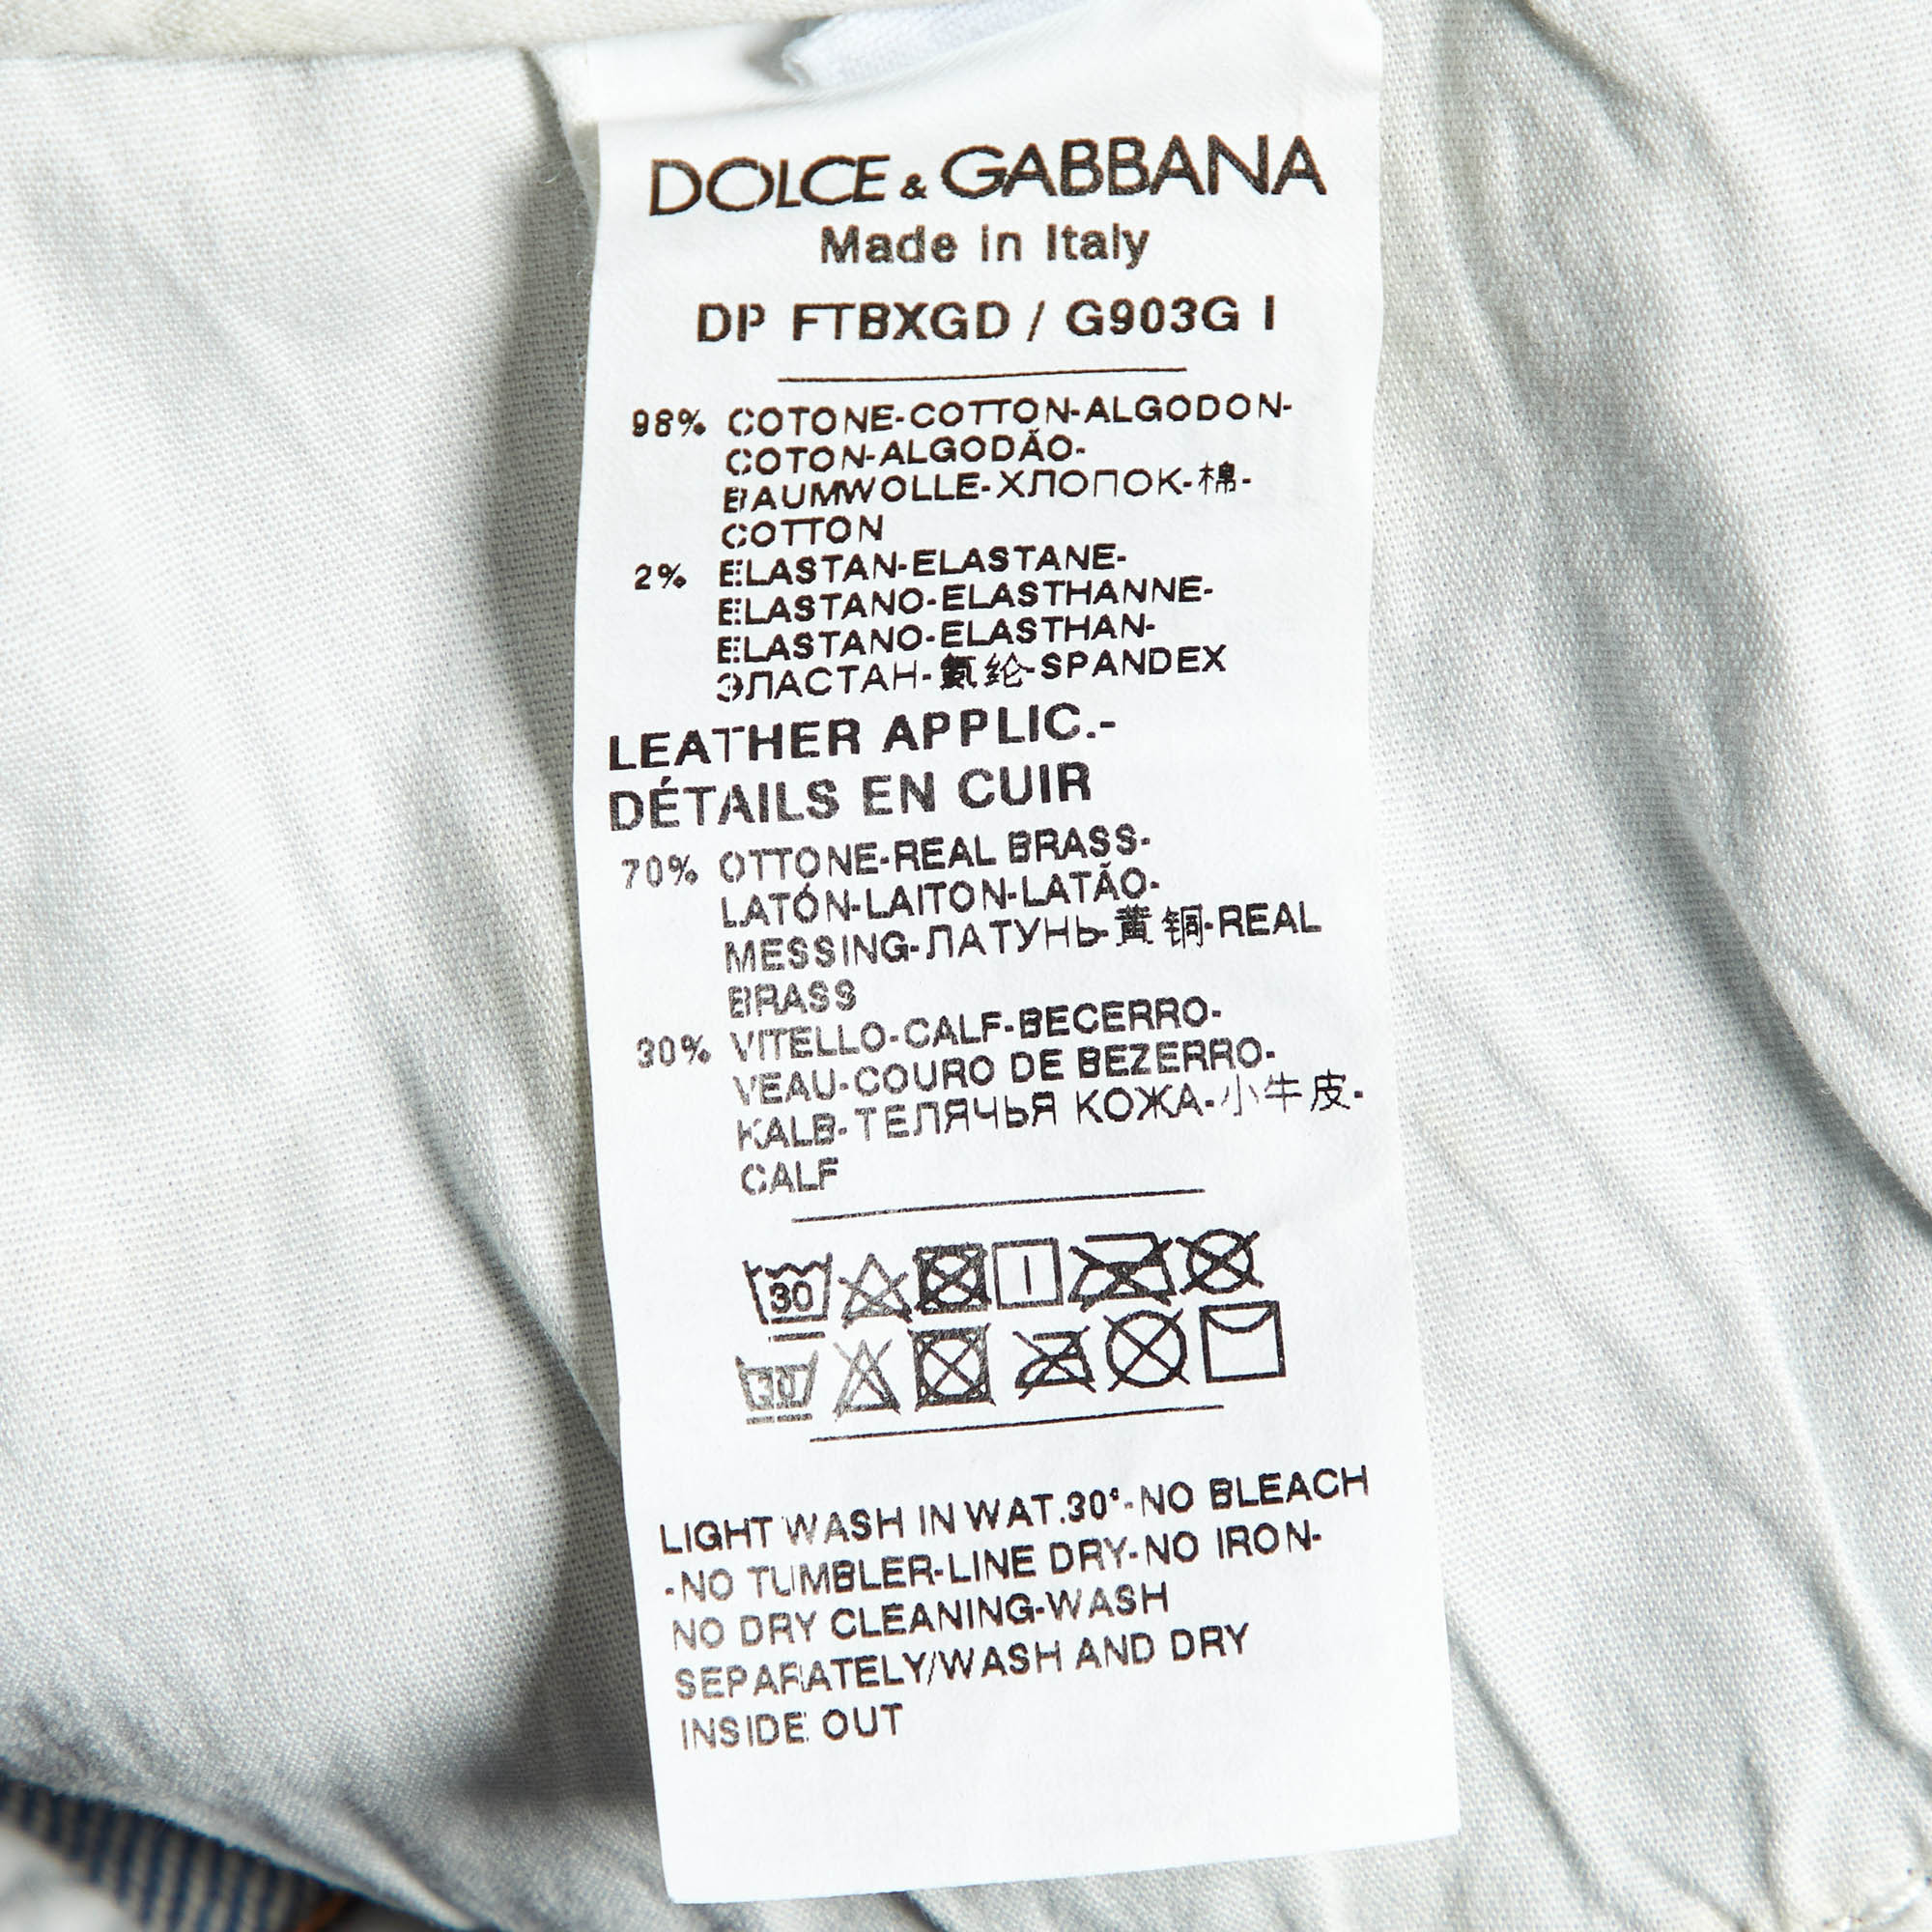 DOLCE & GABBANA
Made in Italy
DP FTBXGD / G903G I
98% COTONE-COTTON-ALGODON-
COTON-ALGODÃO-
BAUMWOLLE-ХЛОПОК-棉-
COTTON
2% ELASTAN-ELASTANE-
ELASTANO-ELASTHANNE-
ELASTANO-ELASTHAN-
ЭЛАСТАН-氨纶-SPANDEX
LEATHER APPLIC.-
DÉTAILS EN CUIR
70% OTTONE-REAL BRASS-
LATÓN-LAITON-LATÃO-
MESSING-ЛАТУНЬ-黄铜-REAL
BRASS
30% VITELLO-CALF-BECERRO-
VEAU-COURO DE BEZERRO-
KALB-ТЕЛЯЧЬЯ КОЖА-小牛皮-
CALF
30
30
LIGHT WASH IN WAT.30°-NO BLEACH
-NO TUMBLER-LINE DRY-NO IRON-
NO DRY CLEANING-WASH
SEPARATELY/WASH AND DRY
INSIDE OUT